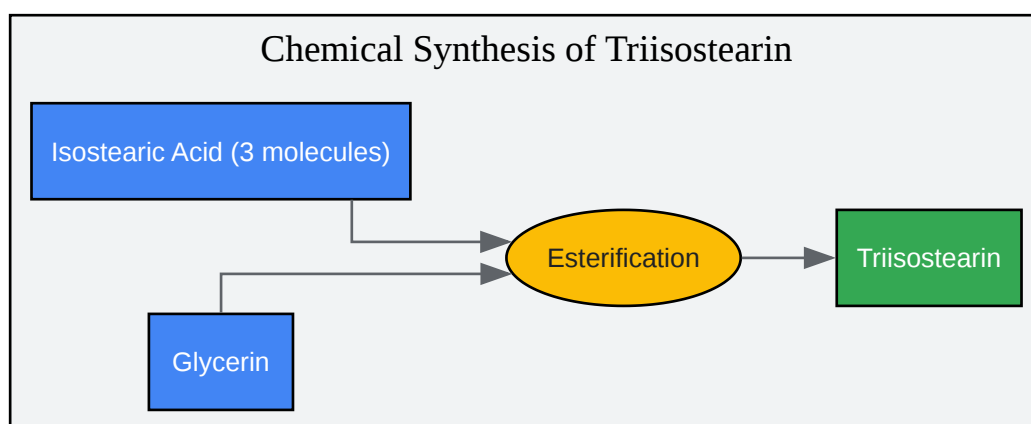 Chemical Synthesis of Triisostearin
Isostearic Acid (3 molecules)
Esterification
Triisostearin
Glycerin